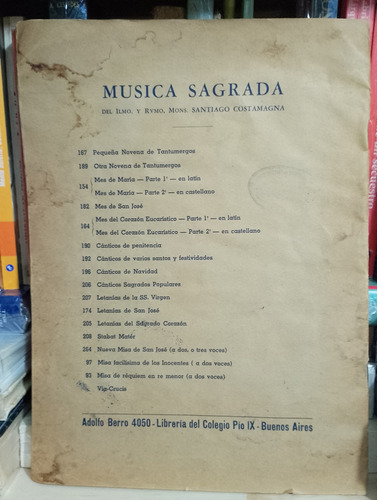 MUSICA SAGRADA
DEL ILMO. Y RVMO. MONS. SANTIAGO COSTAMAGNA
167 Pequeña Novena de Tantumergos
189 Otra Novena de Tantumergos
154 Mes de María — Parte 1ª — en latín
Mes de María — Parte 2ª — en castellano
182 Mes de San José
164 Mes del Corazón Eucarístico — Parte 1ª — en latín
Mes del Corazón Eucarístico — Parte 2ª — en castellano
190 Cánticos de penitencia
192 Cánticos de varios santos y festividades
196 Cánticos de Navidad
206 Cánticos Sagrados Populares
207 Letanías de la SS. Virgen
174 Letanías de San José
205 Letanías del Sagrado Corazón
208 Stabat Matér
264 Nueva Misa de San José (a dos, o tres voces)
97 Misa facilísima de los Inocentes ( a dos voces)
93 Misa de réquiem en re menor (a dos voces)
Vía-Crucis
Adolfo Berro 4050 - Librería del Colegio Pío IX - Buenos Aires